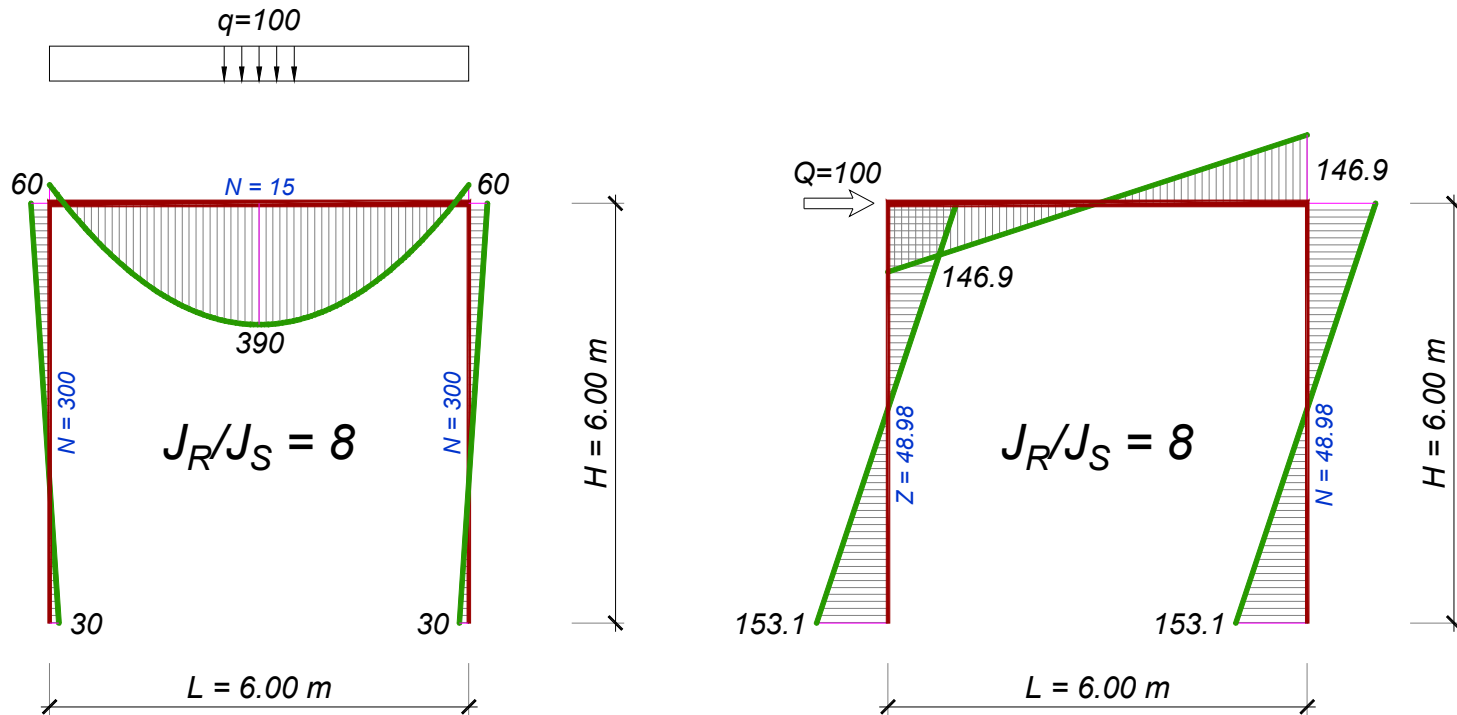 q=100
60
N = 15
60
390
N = 300
N = 300
J_R/J_S = 8
30
30
H = 6.00 m
L = 6.00 m
Q=100
146.9
146.9
Z = 48.98
N = 48.98
J_R/J_S = 8
153.1
153.1
H = 6.00 m
L = 6.00 m